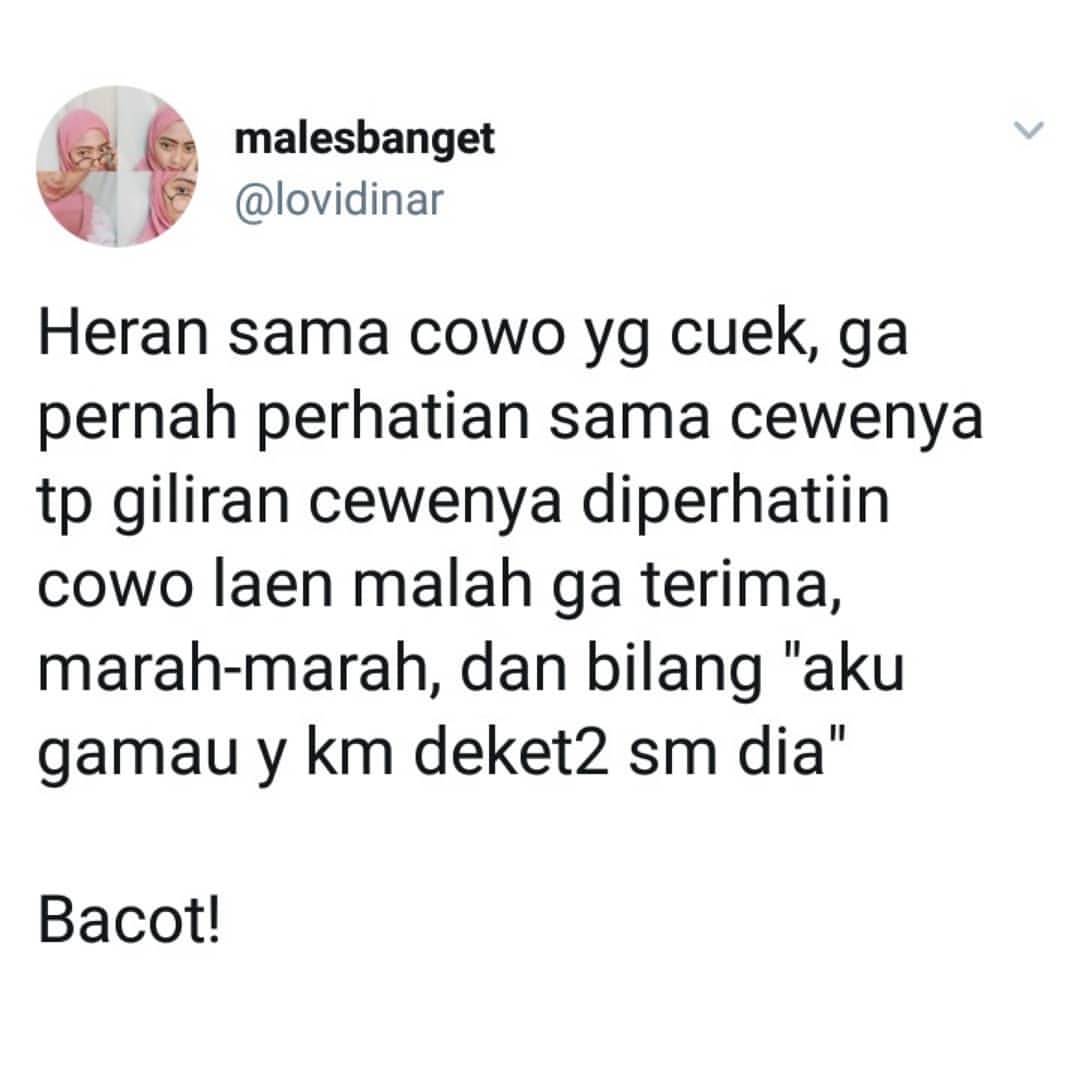 malesbanget
@lovidinar
Heran sama cowo yg cuek, ga
pernah perhatian sama cewenya
tp giliran cewenya diperhatiin
cowo laen malah ga terima,
marah-marah, dan bilang "aku
gamau y km deket2 sm dia"
Bacot!